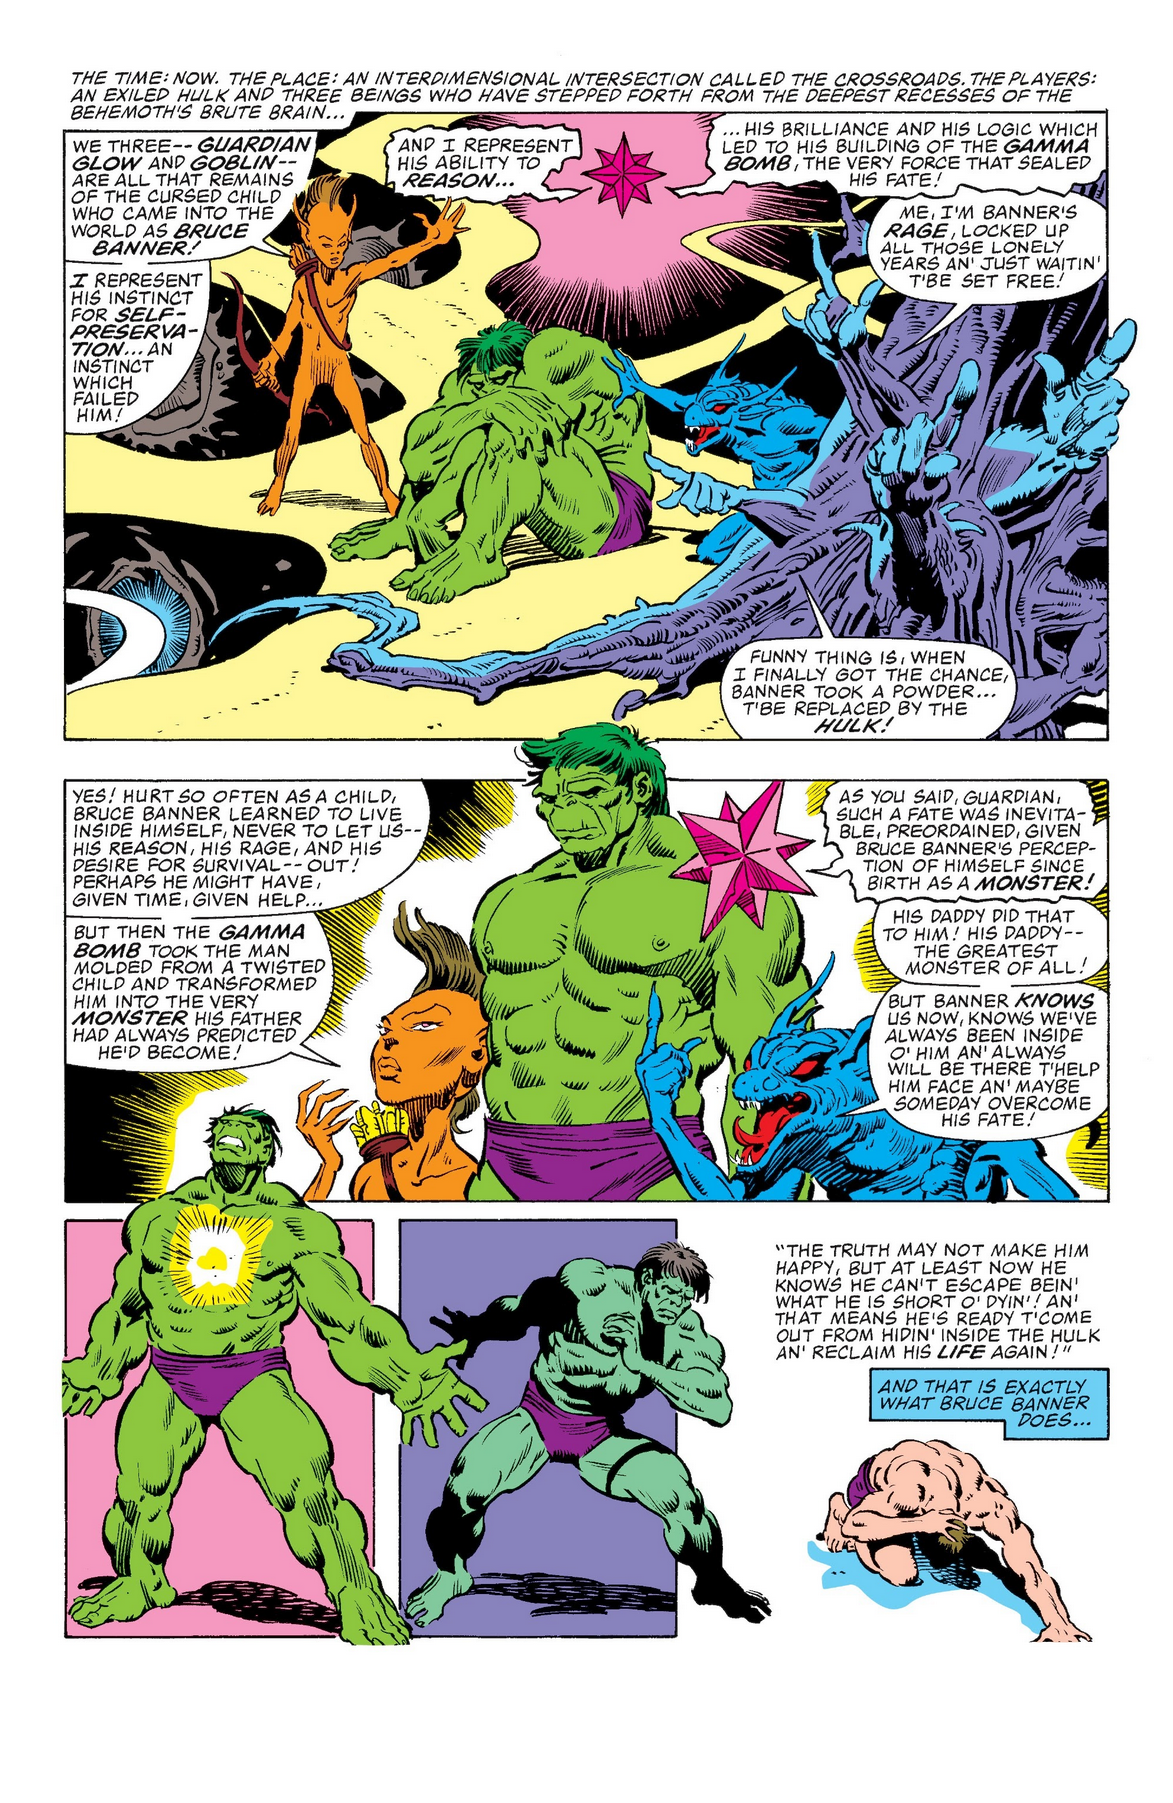 THE TIME: NOW. THE PLACE: AN INTERDIMENSIONAL INTERSECTION CALLED THE CROSSROADS. THE PLAYERS:
AN EXILED HULK AND THREE BEINGS WHO HAVE STEPPED FORTH FROM THE DEEPEST RECESSES OF THE
BEHEMOTH'S BRUTE BRAIN...
WE THREE-- GUARDIAN
GLOW AND GOBLIN--
ARE ALL THAT REMAINS
OF THE CURSED CHILD
WHO CAME INTO THE
WORLD AS BRUCE
BANNER!
I REPRESENT
HIS INSTINCT
FOR SELF-
PRESERVA-
TION... AN
INSTINCT
WHICH
FAILED
HIM!
AND I REPRESENT
HIS ABILITY TO
REASON...
...HIS BRILLIANCE AND HIS LOGIC WHICH
LED TO HIS BUILDING OF THE GAMMA
BOMB, THE VERY FORCE THAT SEALED
HIS FATE!
ME, I'M BANNER'S
RAGE, LOCKED UP
ALL THOSE LONELY
YEARS AN' JUST WAITIN'
T'BE SET FREE!
FUNNY THING IS, WHEN
I FINALLY GOT THE CHANCE,
BANNER TOOK A POWDER...
T'BE REPLACED BY THE
HULK!
YES! HURT SO OFTEN AS A CHILD,
BRUCE BANNER LEARNED TO LIVE
INSIDE HIMSELF, NEVER TO LET US--
HIS REASON, HIS RAGE, AND HIS
DESIRE FOR SURVIVAL-- OUT!
PERHAPS HE MIGHT HAVE,
GIVEN TIME, GIVEN HELP...
BUT THEN THE GAMMA
BOMB TOOK THE MAN
MOLDED FROM A TWISTED
CHILD AND TRANSFORMED
HIM INTO THE VERY
MONSTER HIS FATHER
HAD ALWAYS PREDICTED
HE'D BECOME!
AS YOU SAID, GUARDIAN,
SUCH A FATE WAS INEVITA-
BLE, PREORDAINED, GIVEN
BRUCE BANNER'S PERCEP-
TION OF HIMSELF SINCE
BIRTH AS A MONSTER!
HIS DADDY DID THAT
TO HIM! HIS DADDY--
THE GREATEST
MONSTER OF ALL!
BUT BANNER KNOWS
US NOW, KNOWS WE'VE
ALWAYS BEEN INSIDE
O' HIM AN' ALWAYS
WILL BE THERE T'HELP
HIM FACE AN' MAYBE
SOMEDAY OVERCOME
HIS FATE!
"THE TRUTH MAY NOT MAKE HIM
HAPPY, BUT AT LEAST NOW HE
KNOWS HE CAN'T ESCAPE BEIN'
WHAT HE IS SHORT O' DYIN'! AN'
THAT MEANS HE'S READY T'COME
OUT FROM HIDIN' INSIDE THE HULK
AN' RECLAIM HIS LIFE AGAIN!"
AND THAT IS EXACTLY
WHAT BRUCE BANNER
DOES...